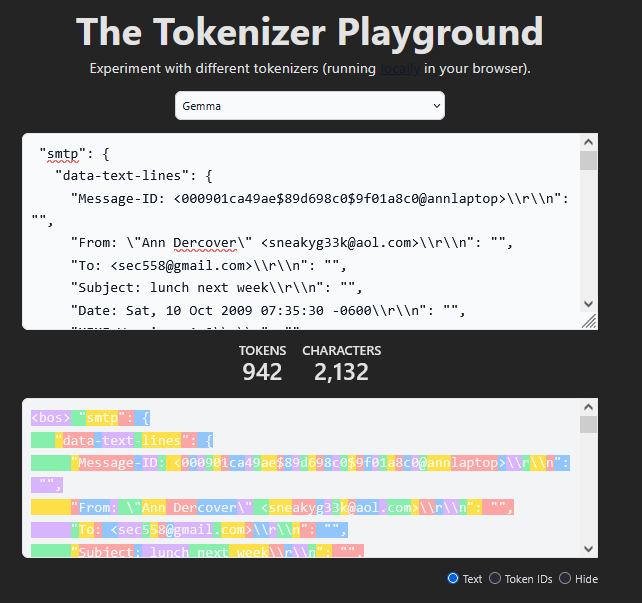 The Tokenizer Playground
Experiment with different tokenizers (running locally in your browser).
Gemma
"smtp": {
"data-text-lines": {
"Message-ID: <000901ca49ae$89d698c0$9f01a8c0@annlaptop>\\r\\n":
"",
"From: \"Ann Dercover\" <sneakyg33k@aol.com>\\r\\n": "",
"To: <sec558@gmail.com>\\r\\n": "",
"Subject: lunch next week\\r\\n": "",
"Date: Sat, 10 Oct 2009 07:35:30 -0600\\r\\n": "",
TOKENS CHARACTERS
942 2,132
<bos> "smtp": {
"data-text-lines": {
"Message-ID: <000901ca49ae$89d698c0$9f01a8c0@annlaptop>\\r\\n":
"",
"From: \"Ann Dercover\" <sneakyg33k@aol.com>\\r\\n": "",
"To: <sec558@gmail.com>\\r\\n": "",
"Subject: lunch next week\\r\\n": "",
Text Token IDs Hide